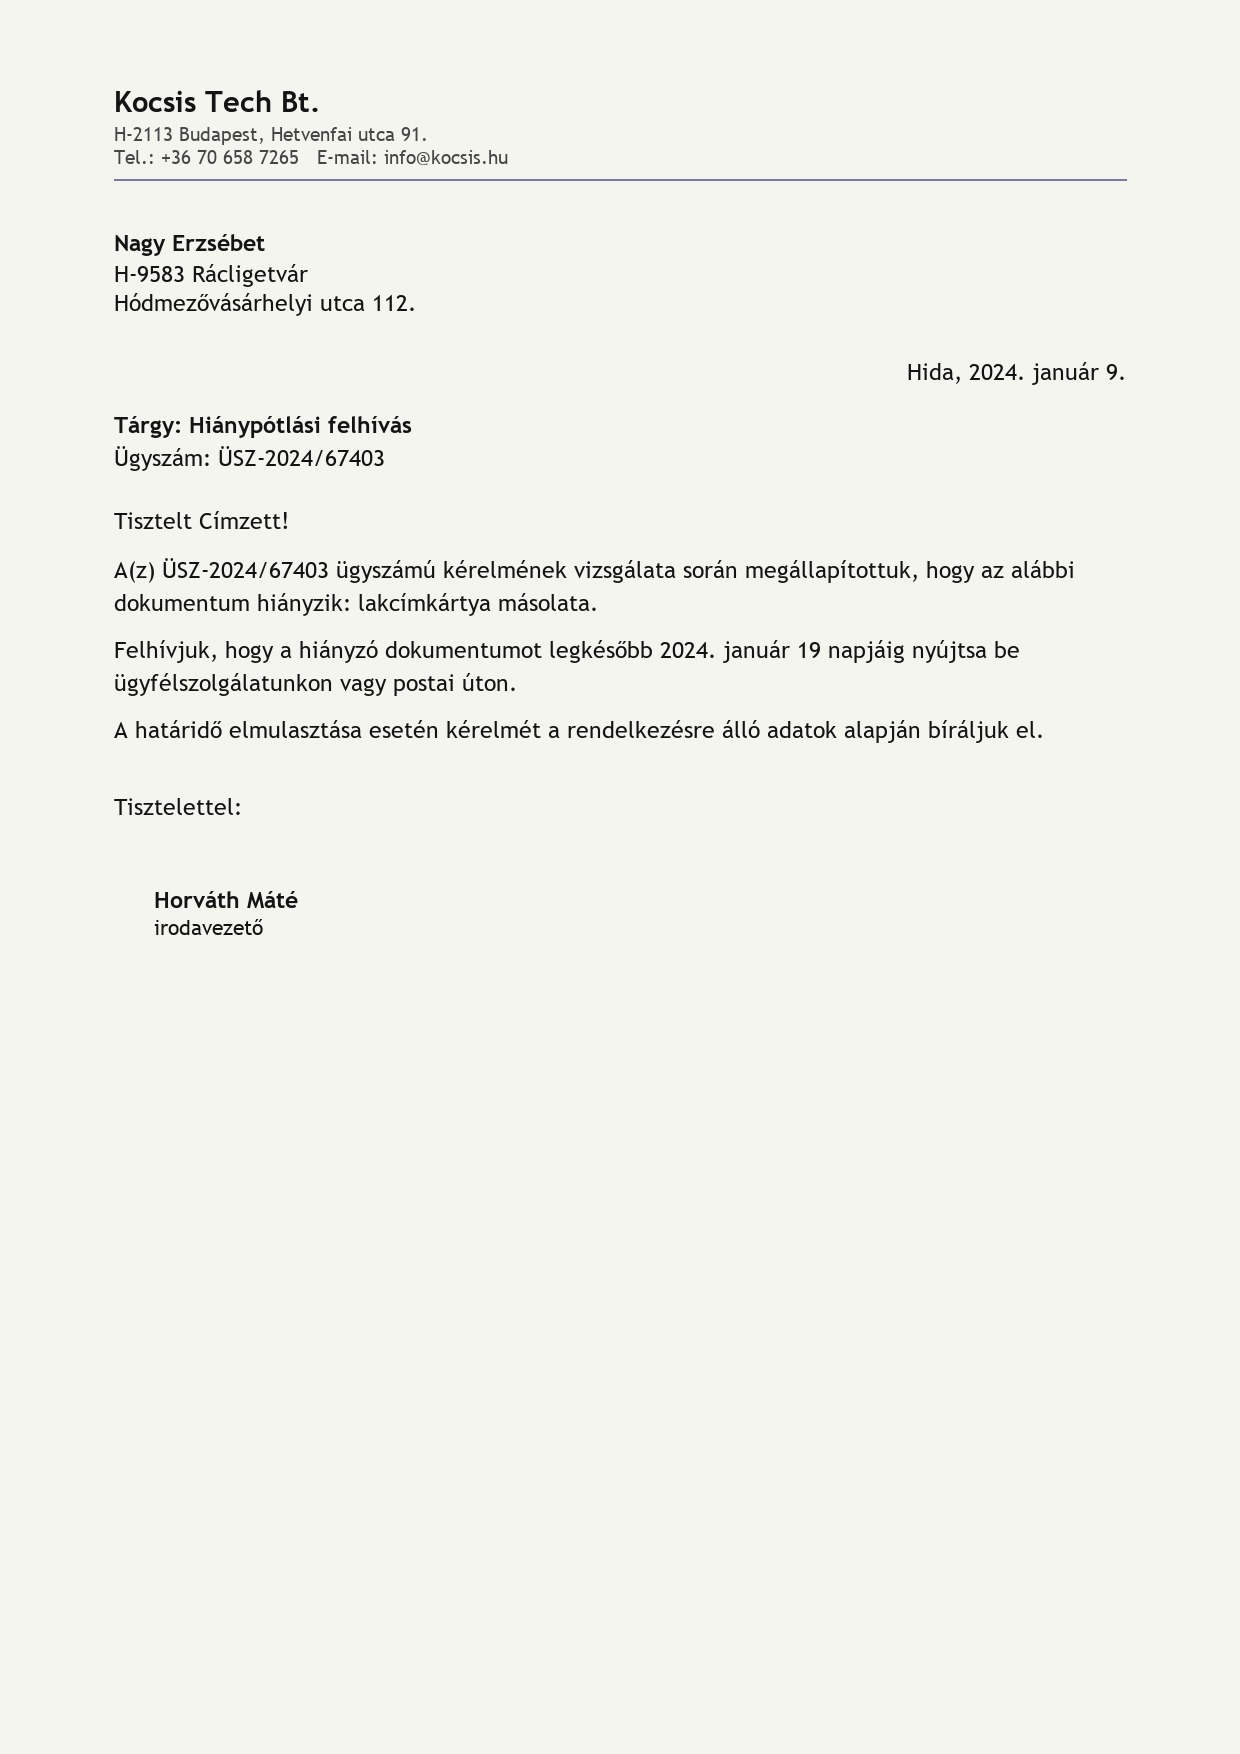 Kocsis Tech Bt.
H-2113 Budapest, Hetvenfai utca 91.
Tel.: +36 70 658 7265 E-mail: info@kocsis.hu
Nagy Erzsébet
H-9583 Rácligetvár
Hódmezővásárhelyi utca 112.
Hida, 2024. január 9.
Tárgy: Hiánypótlási felhívás
Ügyszám: ÜSZ-2024/67403
Tisztelt Címzett!
A(z) ÜSZ-2024/67403 ügyszámú kérelmének vizsgálata során megállapítottuk, hogy az alábbi
dokumentum hiányzik: lakcímkártya másolata.
Felhívjuk, hogy a hiányzó dokumentumot legkésőbb 2024. január 19 napjáig nyújtsa be
ügyfélszolgálatunkon vagy postai úton.
A határidő elmulasztása esetén kérelmét a rendelkezésre álló adatok alapján bíráljuk el.
Tisztelettel:
Horváth Máté
irodavezető